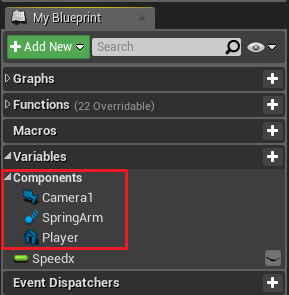 My Blueprint
Add New
Search
Graphs
Functions (22 Overridable)
Macros
Variables
Components
Camera1
SpringArm
Player
Speedx
Event Dispatchers